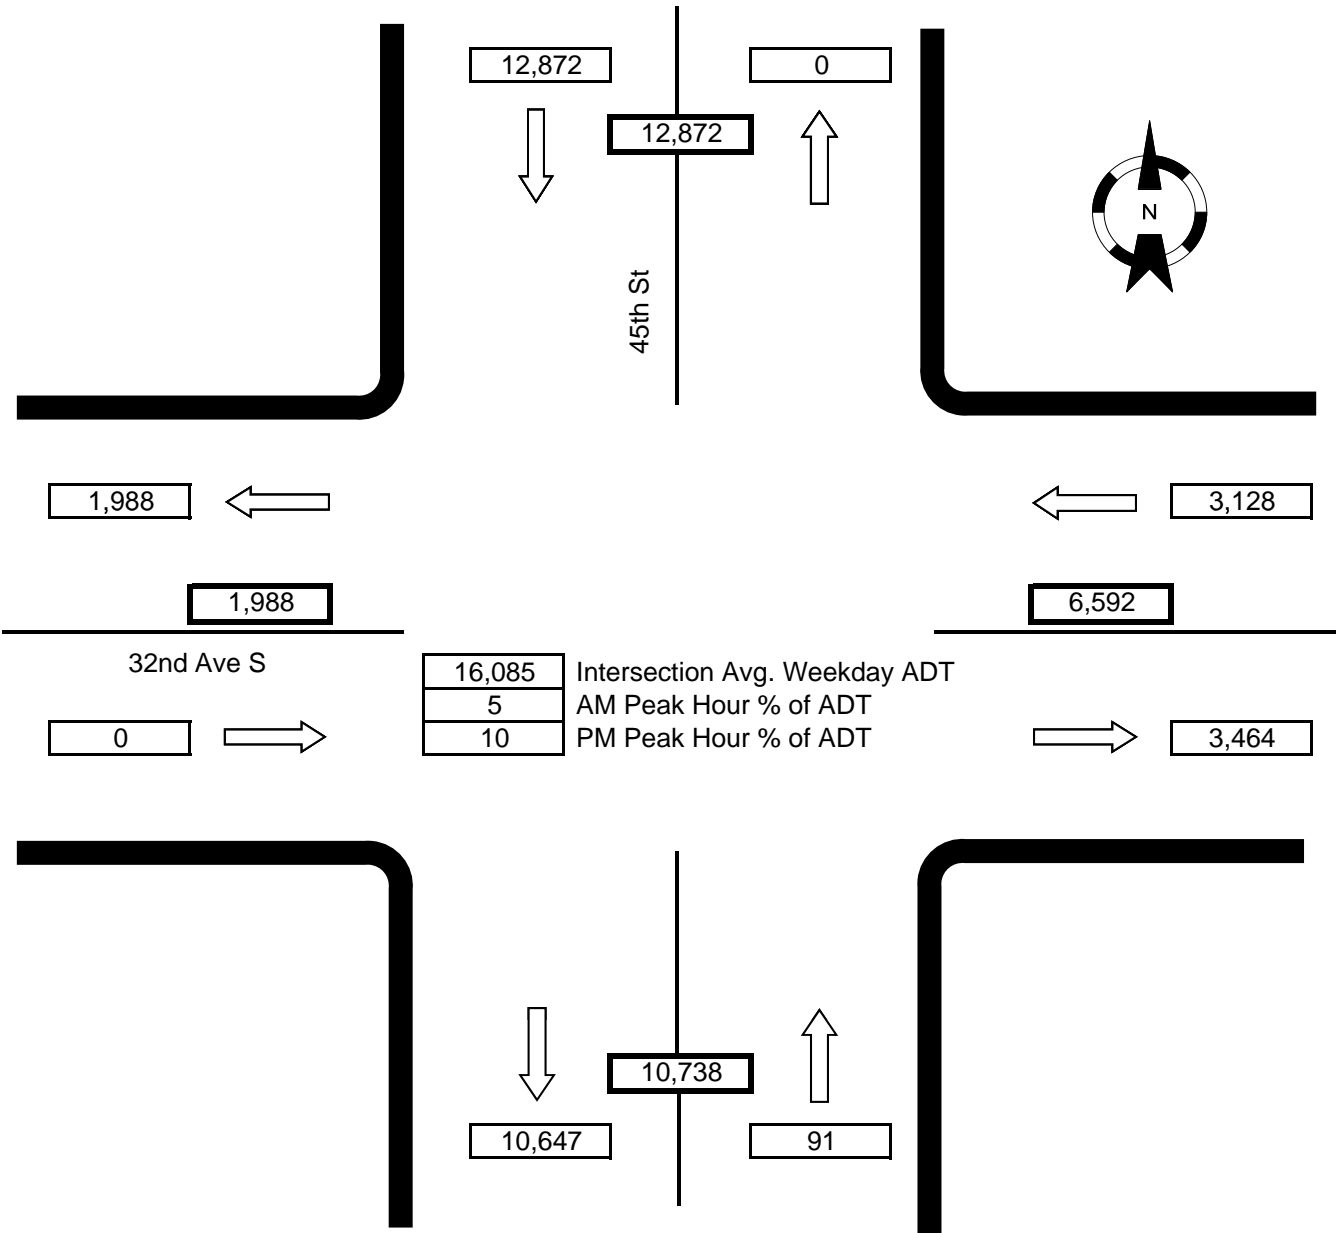 12,872
0
12,872
N
45th St
1,988
3,128
1,988
6,592
32nd Ave S
16,085 Intersection Avg. Weekday ADT
5 AM Peak Hour % of ADT
10 PM Peak Hour % of ADT
0
3,464
10,738
10,647
91